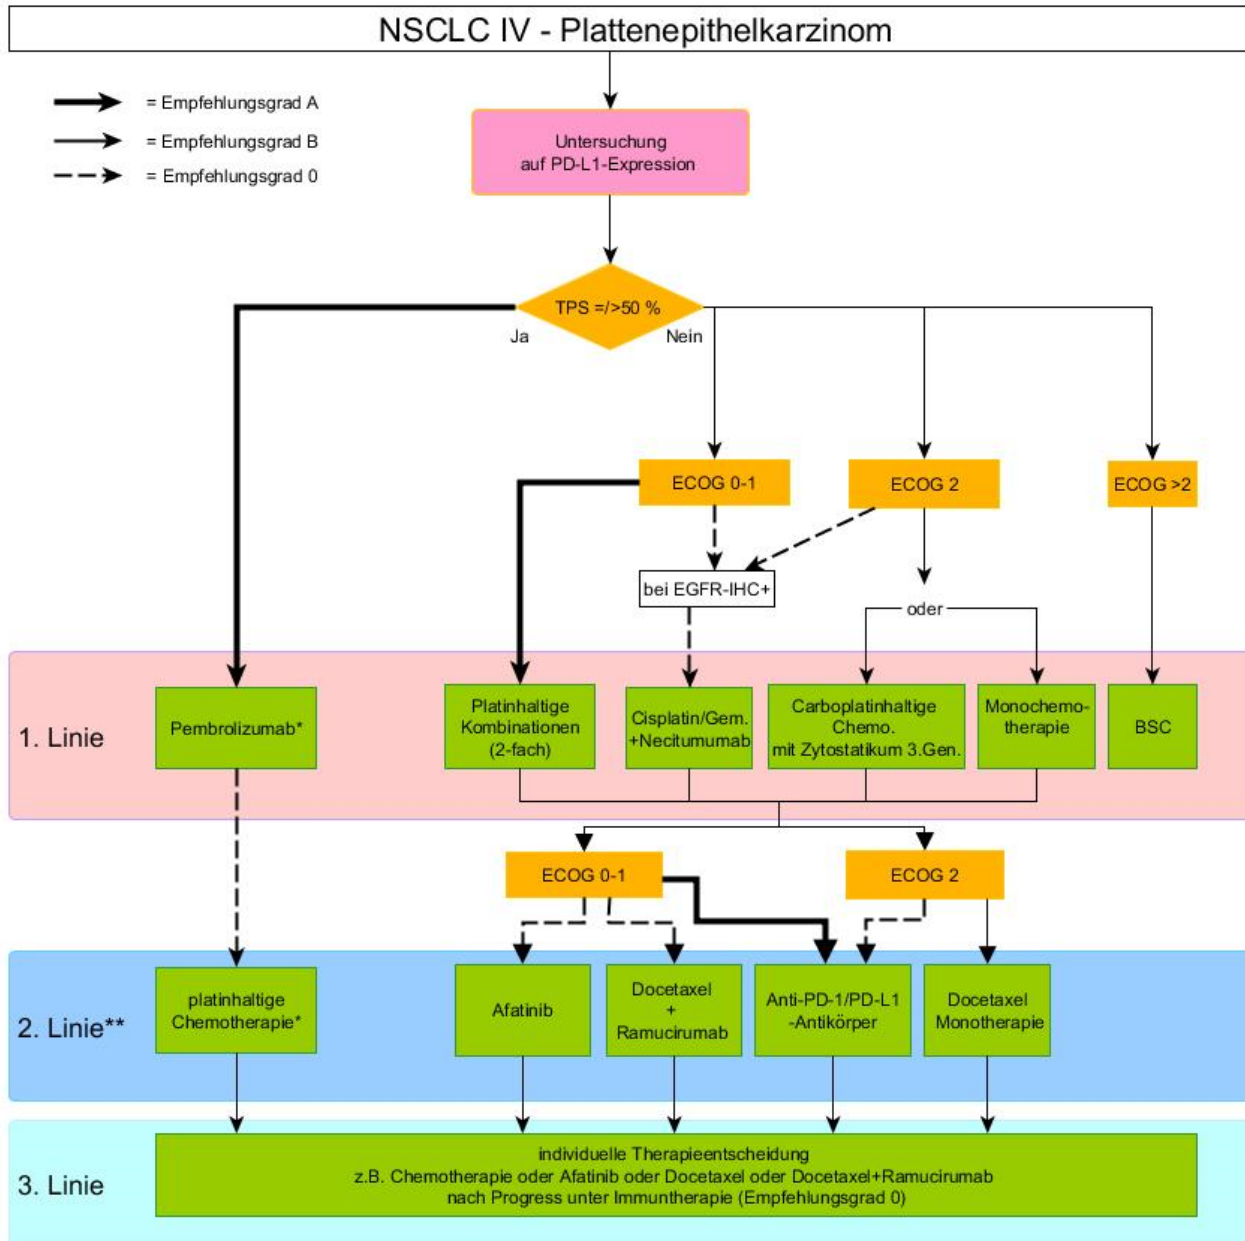 NSCLC IV - Plattenepithelkarzinom
= Empfehlungsgrad A
= Empfehlungsgrad B
= Empfehlungsgrad 0
Untersuchung
auf PD-L1-Expression
TPS =/>50 %
Ja
Nein
ECOG 0-1
ECOG 2
ECOG >2
bei EGFR-IHC+
oder
1. Linie
Pembrolizumab*
Platinhaltige
Kombinationen
(2-fach)
Cisplatin/Gem.
+Necitumumab
Carboplatinhaltige
Chemo.
mit Zytostatikum 3.Gen.
Monochemo-
therapie
BSC
ECOG 0-1
ECOG 2
2. Linie**
platinhaltige
Chemotherapie*
Afatinib
Docetaxel
+
Ramucirumab
Anti-PD-1/PD-L1
-Antikörper
Docetaxel
Monotherapie
3. Linie
individuelle Therapieentscheidung
z.B. Chemotherapie oder Afatinib oder Docetaxel oder Docetaxel+Ramucirumab
nach Progress unter Immuntherapie (Empfehlungsgrad 0)